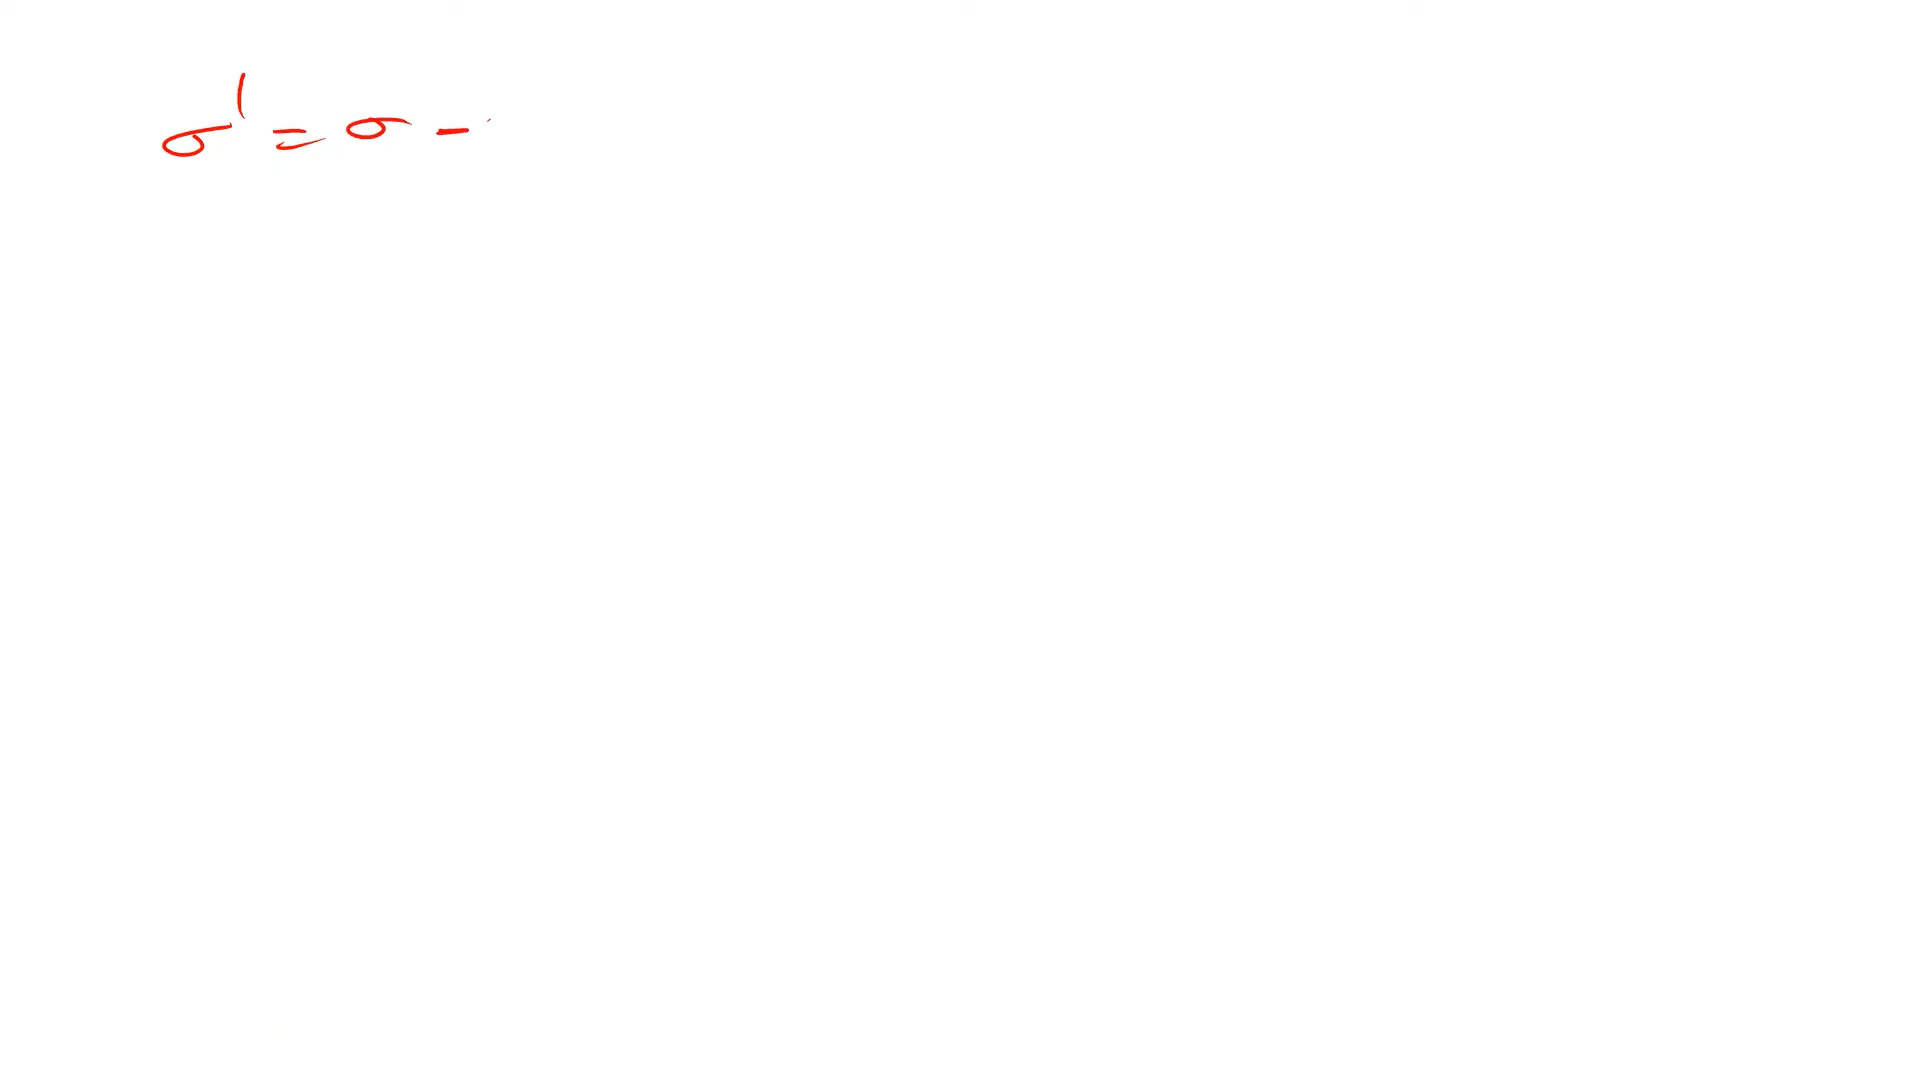 σ' = σ -